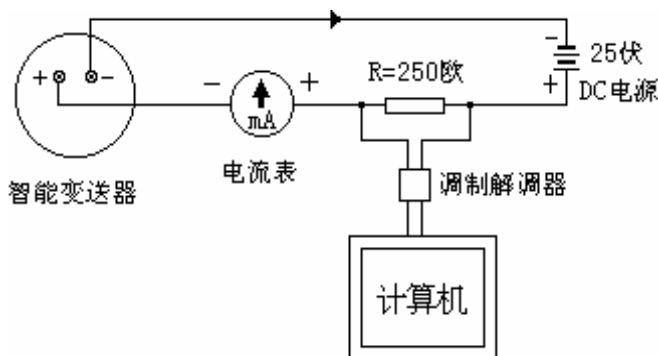 + -
智能变送器
- +
mA
电流表
R=250欧
调制解调器
计算机
-
+
25伏
DC电源